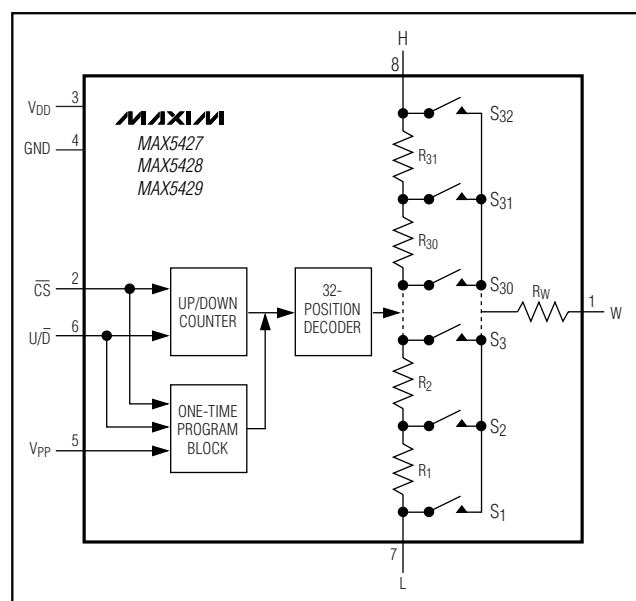 H
8
3
VDD
4
GND
MAXIM
MAX5427
MAX5428
MAX5429
S32
R31
S31
R30
2
CS
UP/DOWN
COUNTER
32-
POSITION
DECODER
S30
RW
1
W
6
U/D
S3
R2
ONE-TIME
PROGRAM
BLOCK
5
VPP
S2
R1
S1
7
L